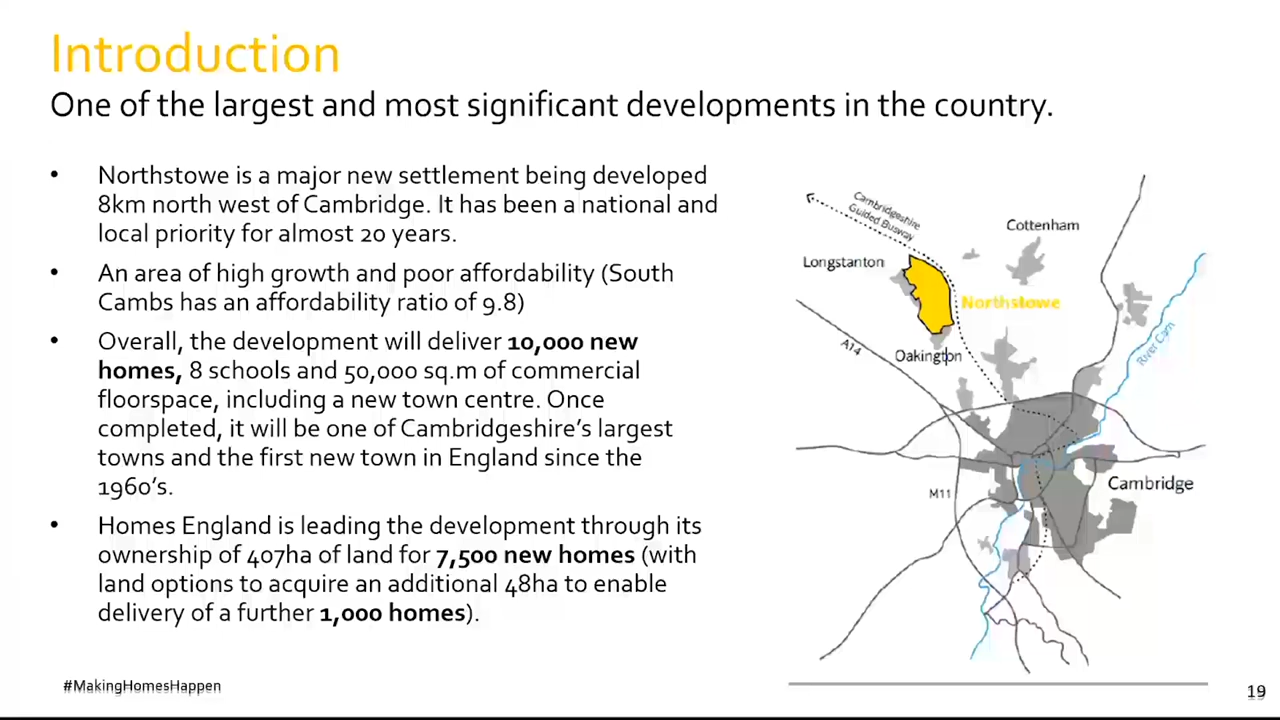 Introduction
One of the largest and most significant developments in the country.
• Northstowe is a major new settlement being developed
8km north west of Cambridge. It has been a national and
local priority for almost 20 years.
• An area of high growth and poor affordability (South
Cambs has an affordability ratio of 9.8)
• Overall, the development will deliver 10,000 new
homes, 8 schools and 50,000 sq.m of commercial
floorspace, including a new town centre. Once
completed, it will be one of Cambridgeshire's largest
towns and the first new town in England since the
1960's.
• Homes England is leading the development through its
ownership of 407ha of land for 7,500 new homes (with
land options to acquire an additional 48ha to enable
delivery of a further 1,000 homes).
Cambridgeshire
Guided Busway
Cottenham
Longstanton
Northstowe
A14
Oakington
River Cam
M11
Cambridge
#MakingHomesHappen
19